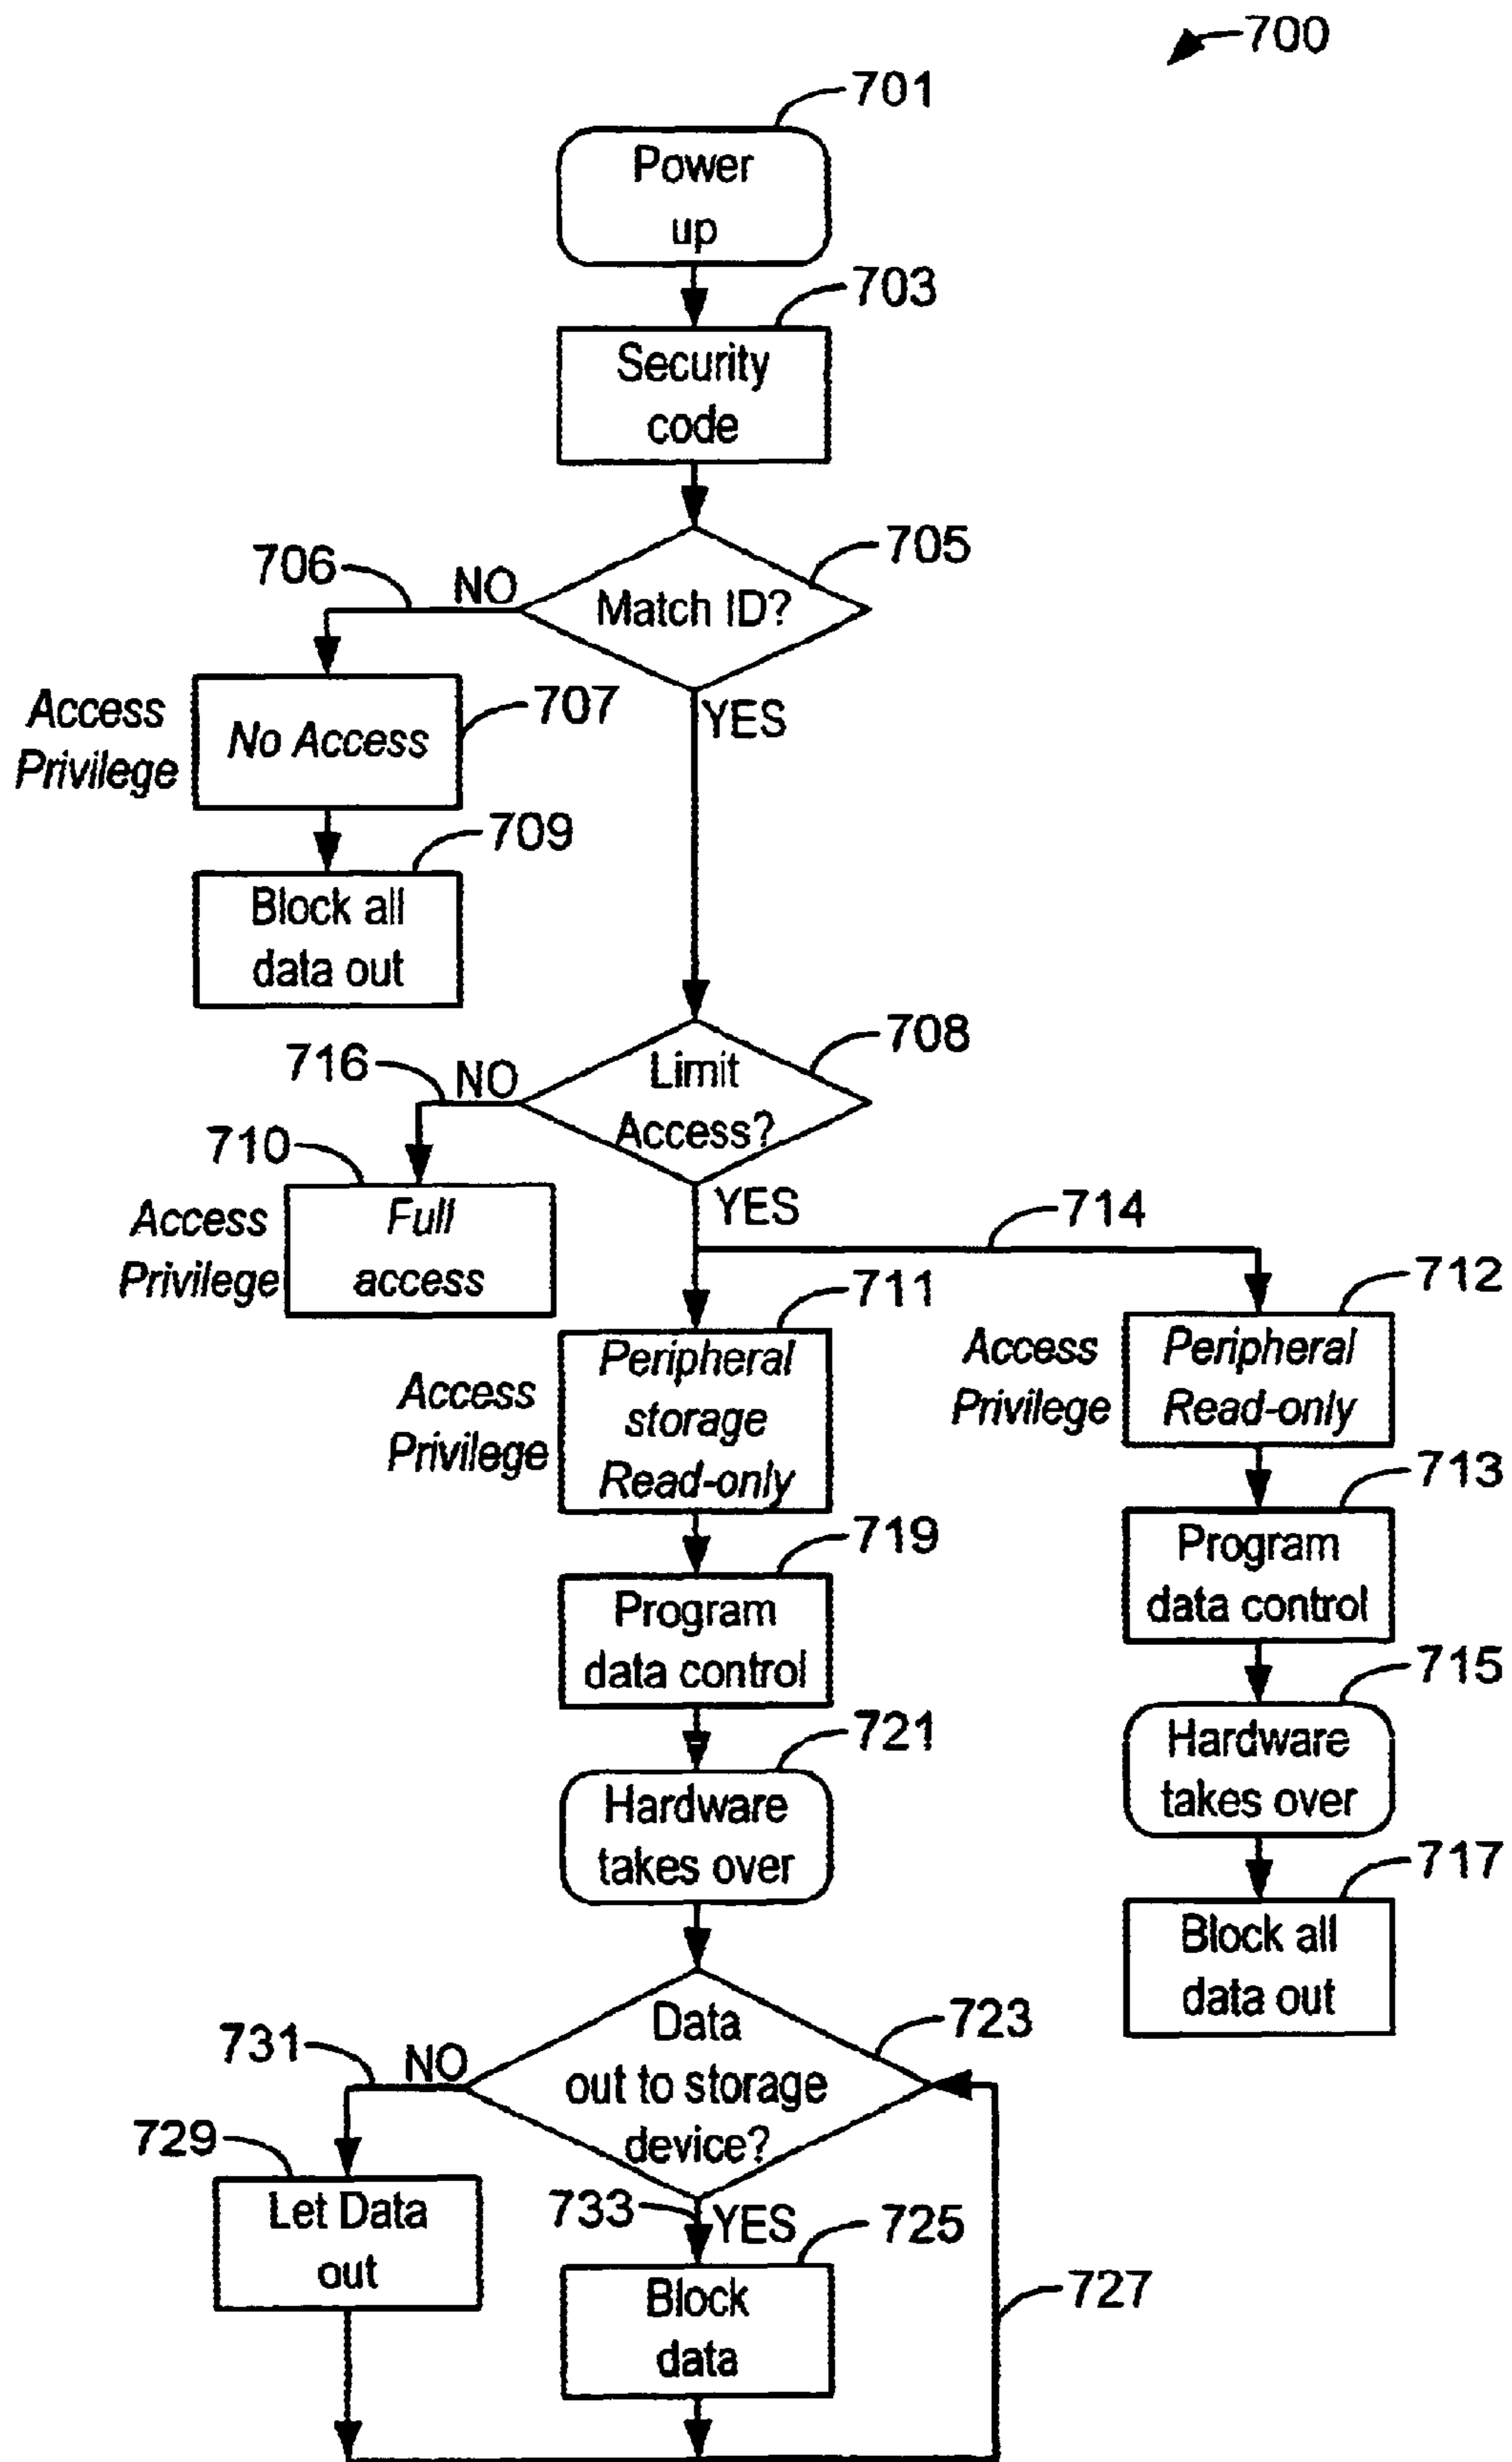 700
701
Power
up
703
Security
code
705
706
NO
Match ID?
YES
Access
Privilege
707
No Access
709
Block all
data out
708
716
NO
Limit
Access?
YES
710
Access
Privilege
Full
access
714
711
Access
Privilege
Peripheral
storage
Read-only
712
Access
Privilege
Peripheral
Read-only
713
Program
data control
719
Program
data control
715
Hardware
takes over
721
Hardware
takes over
717
Block all
data out
723
Data
out to storage
device?
731
NO
729
Let Data
out
733
YES
725
Block
data
727